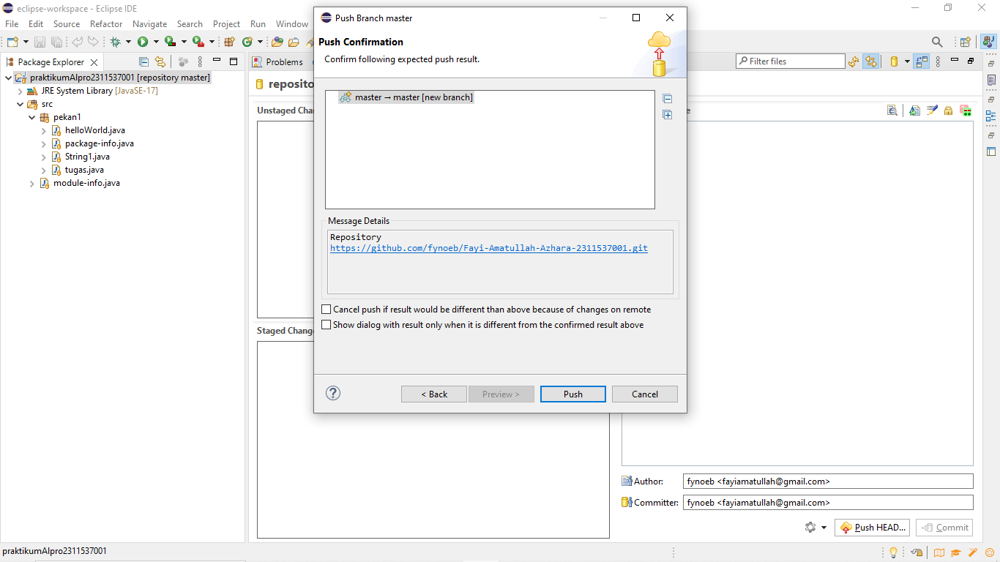 eclipse-workspace - Eclipse IDE
File Edit Source Refactor Navigate Search Project Run Window
Package Explorer
praktikumAlpro2311537001 [repository master]
JRE System Library [JavaSE-17]
src
pekan1
helloWorld.java
package-info.java
String1.java
tugas.java
module-info.java
Problems
Filter files
Unstaged
Staged
Push Branch master
Push Confirmation
Confirm following expected push result.
master → master [new branch]
Message Details
Repository
https://github.com/fynoeb/Fayi-Amatullah-Azhara-2311537001.git
Cancel push if result would be different than above because of changes on remote
Show dialog with result only when it is different from the confirmed result above
< Back Preview > Push Cancel
Author: fynoeb <fayiamatullah@gmail.com>
Committer: fynoeb <fayiamatullah@gmail.com>
Push HEAD... Commit
praktikumAlpro2311537001